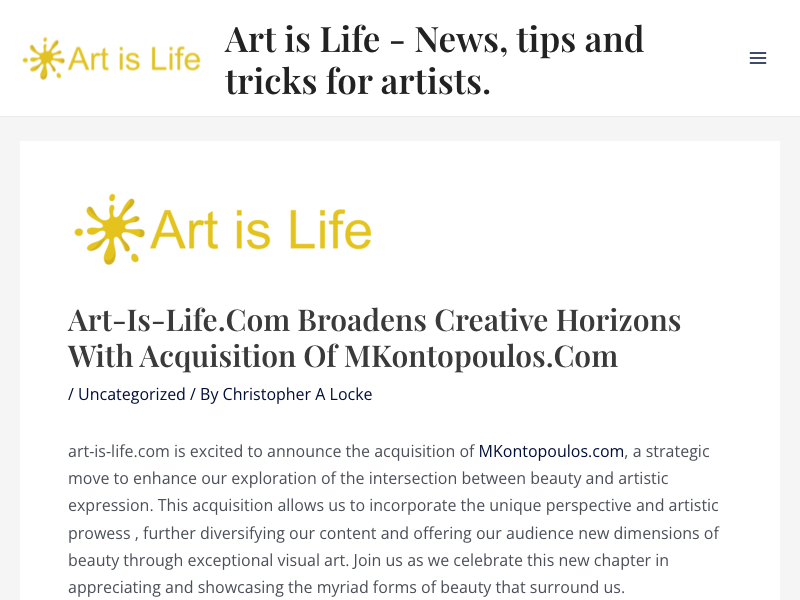 Art is Life
Art is Life - News, tips and
tricks for artists.
Art is Life
Art-Is-Life.Com Broadens Creative Horizons
With Acquisition Of MKontopoulos.Com
/ Uncategorized / By Christopher A Locke
art-is-life.com is excited to announce the acquisition of MKontopoulos.com, a strategic
move to enhance our exploration of the intersection between beauty and artistic
expression. This acquisition allows us to incorporate the unique perspective and artistic
prowess , further diversifying our content and offering our audience new dimensions of
beauty through exceptional visual art. Join us as we celebrate this new chapter in
appreciating and showcasing the myriad forms of beauty that surround us.